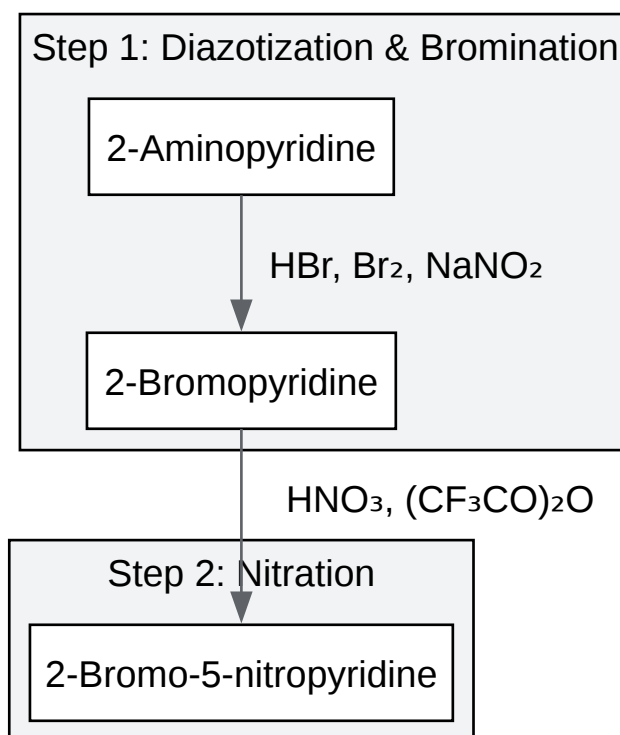 Step 1: Diazotization & Bromination
2-Aminopyridine
HBr, Br₂, NaNO₂
2-Bromopyridine
HNO₃, (CF₃CO)₂O
Step 2: Nitration
2-Bromo-5-nitropyridine